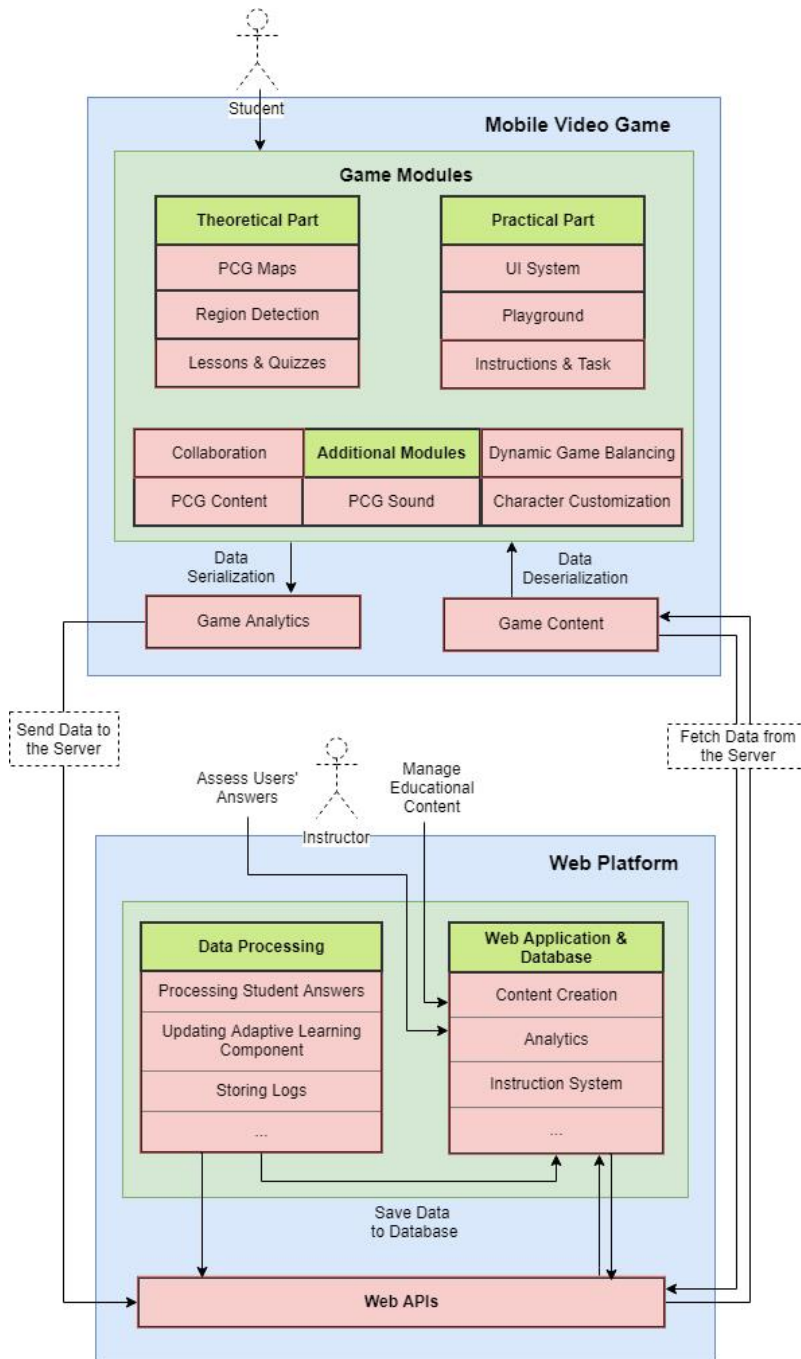 Student
Mobile Video Game
Game Modules
Theoretical Part
PCG Maps
Region Detection
Lessons & Quizzes
Practical Part
UI System
Playground
Instructions & Task
Collaboration
Additional Modules
Dynamic Game Balancing
PCG Content
PCG Sound
Character Customization
Data
Serialization
Data
Deserialization
Game Analytics
Game Content
Send Data to
the Server
Fetch Data from
the Server
Assess Users'
Answers
Instructor
Manage
Educational
Content
Web Platform
Data Processing
Processing Student Answers
Updating Adaptive Learning
Component
Storing Logs
...
Web Application &
Database
Content Creation
Analytics
Instruction System
...
Save Data
to Database
Web APIs